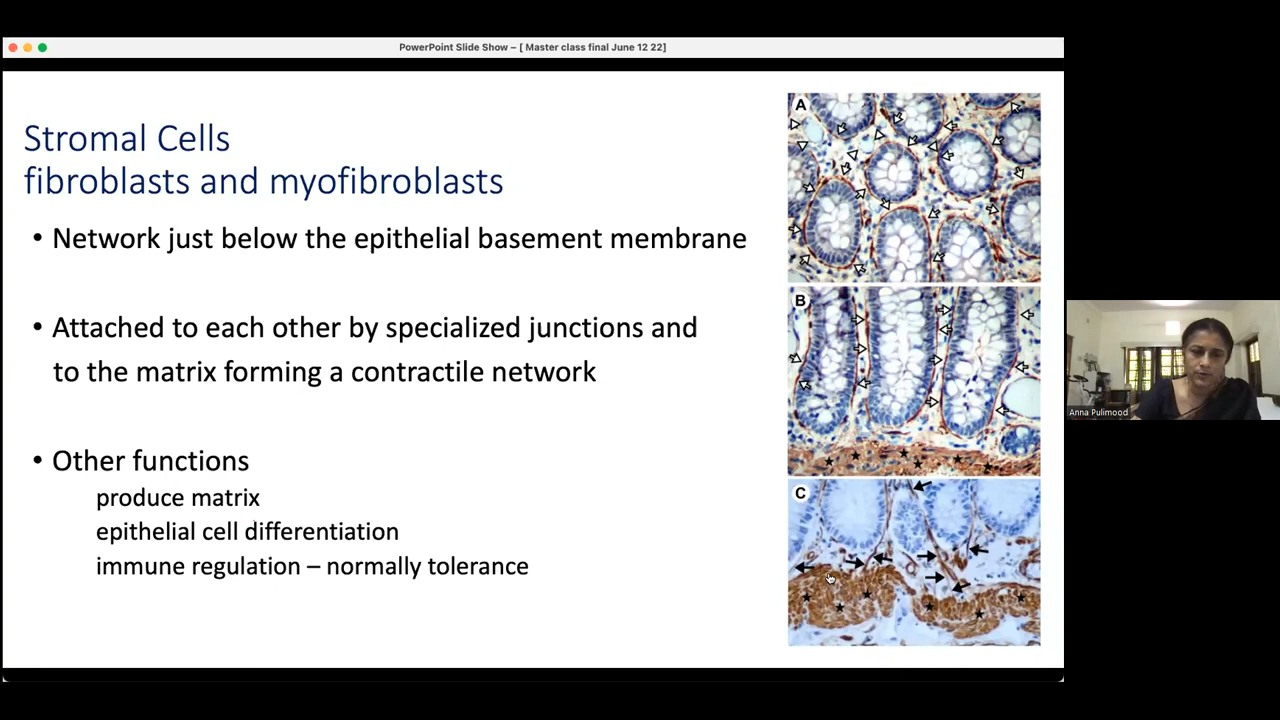 PowerPoint Slide Show – [ Master class final June 12 22]
Stromal Cells
fibroblasts and myofibroblasts
• Network just below the epithelial basement membrane
• Attached to each other by specialized junctions and
to the matrix forming a contractile network
• Other functions
produce matrix
epithelial cell differentiation
immune regulation – normally tolerance
A
B
C
Anna Pulimood